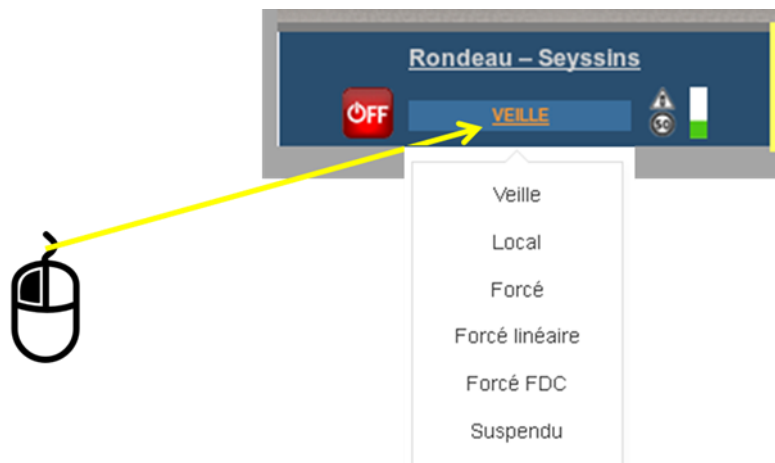 Rondeau – Seyssins
OFF
VEILLE
50
Veille
Local
Forcé
Forcé linéaire
Forcé FDC
Suspendu